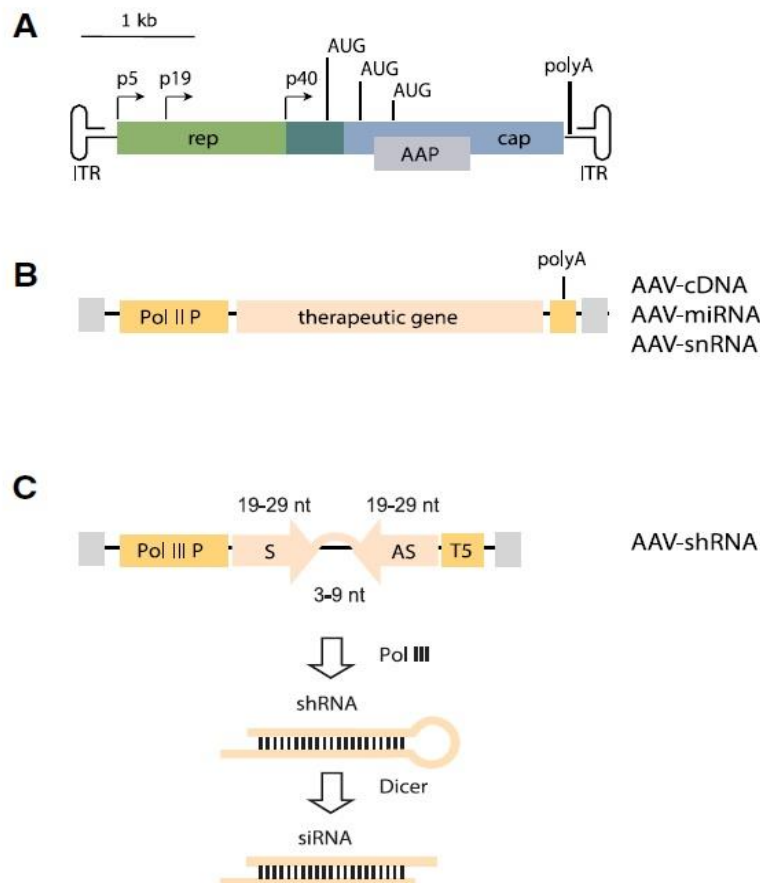 A
1 kb
AUG
p5 p19 p40 AUG polyA
AUG
rep cap
AAP
ITR ITR
B
polyA
AAV-cDNA
Pol II P therapeutic gene AAV-miRNA
AAV-snRNA
C
19-29 nt 19-29 nt
Pol III P S AS T5 AAV-shRNA
3-9 nt
Pol III
shRNA
Dicer
siRNA